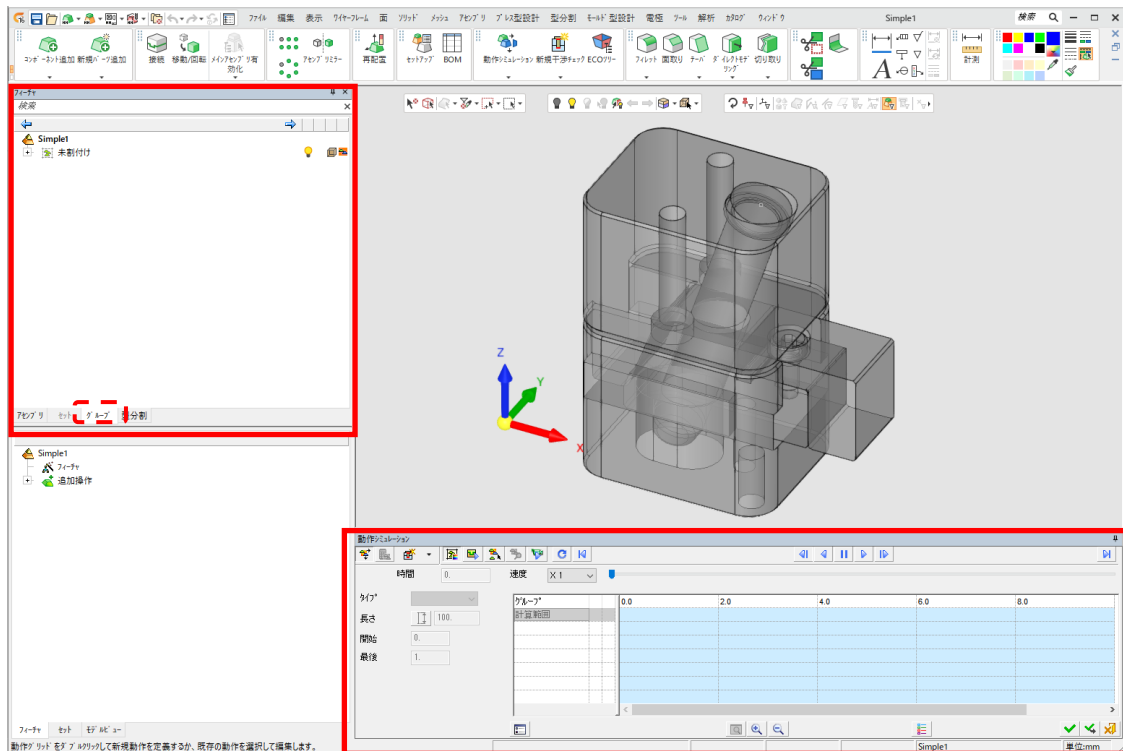 ﾌｧｲﾙ 編集 表示 ﾜｲﾔｰﾌﾚｰﾑ 面 ｿﾘｯﾄﾞ ﾒｯｼｭ ｱｾﾝﾌﾞﾘ ﾌﾟﾚｽ型設計 型分割 ﾓｰﾙﾄﾞ型設計 電極 ﾂｰﾙ 解析 ｶﾀﾛｸﾞ ｳｨﾝﾄﾞｳ Simple1 検索
ｺﾝﾎﾟｰﾈﾝﾄ追加 新規ﾊﾟｰﾂ追加 接続 移動/回転 ﾒｲﾝｱｾﾝﾌﾞﾘ有効化 ｱｾﾝﾌﾞﾘﾐﾗｰ 再配置 ｾｯﾄｱｯﾌﾟ BOM 動作ｼﾐｭﾚｰｼｮﾝ 新規干渉ﾁｪｯｸ ECOﾂﾘｰ ﾌｨﾚｯﾄ 面取り ﾃｰﾊﾟ ﾀﾞｲﾚｸﾄﾓﾃﾞﾘﾝｸﾞ 切り取り 計測
ﾌｨｰﾁｬ
検索
Simple1
未割付け
ｱｾﾝﾌﾞﾘ ｾｯﾄ ｸﾞﾙｰﾌﾟ 型分割
Z
Y
X
Simple1
ﾌｨｰﾁｬ
追加操作
動作ｼﾐｭﾚｰｼｮﾝ
時間 0. 速度 X 1
ﾀｲﾌﾟ
長さ 100.
開始 0.
最後 1.
ｸﾞﾙｰﾌﾟ 0.0 2.0 4.0 6.0 8.0
計算範囲
ﾌｨｰﾁｬ ｾｯﾄ ﾓﾃﾞﾙﾋﾞｭｰ
動作ｸﾞﾘｯﾄﾞをﾀﾞﾌﾞﾙｸﾘｯｸして新規動作を定義するか、既存の動作を選択して編集します。
Simple1 単位:mm